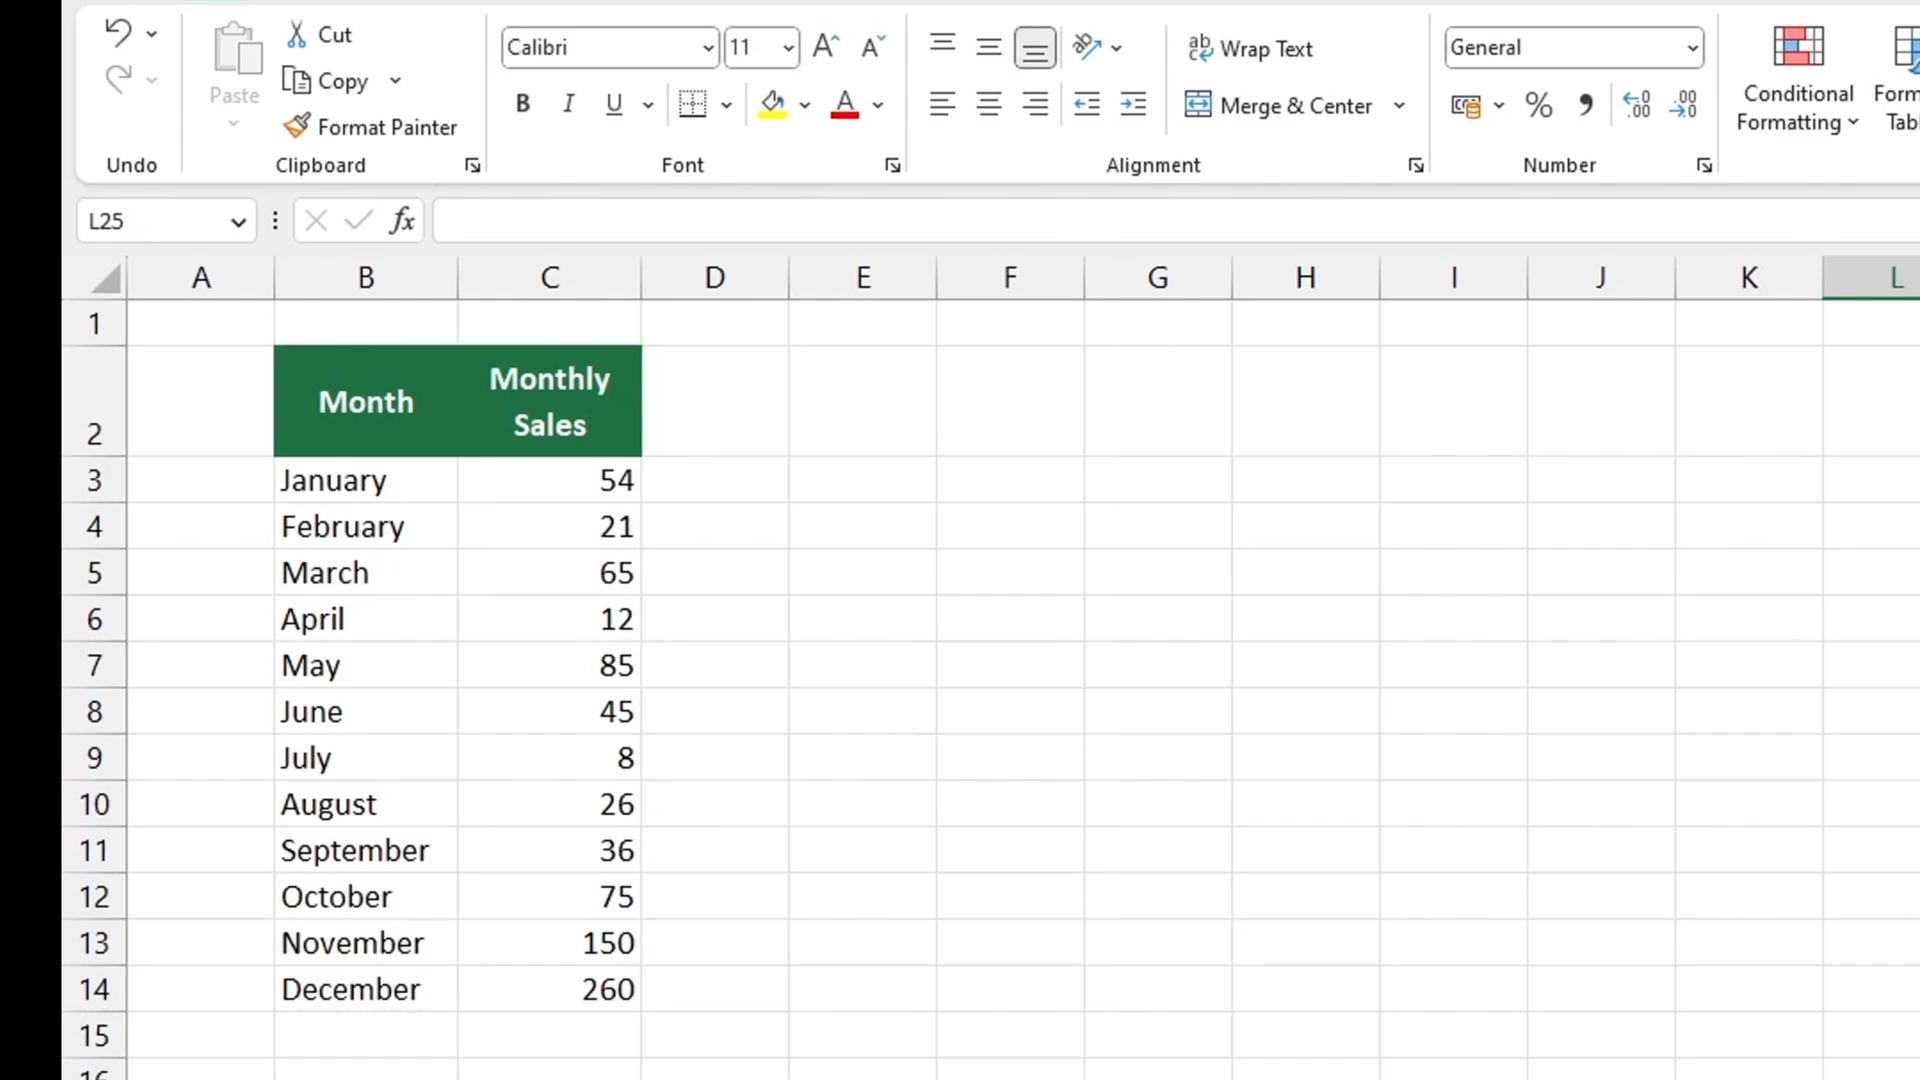 Paste
Cut
Copy
Format Painter
Undo
Clipboard
Calibri
11
B I U
Font
Wrap Text
Merge & Center
Alignment
General
Number
Conditional
Formatting
L25
fx
A B C D E F G H I J K L
1
2 Month Monthly
Sales
3 January 54
4 February 21
5 March 65
6 April 12
7 May 85
8 June 45
9 July 8
10 August 26
11 September 36
12 October 75
13 November 150
14 December 260
15